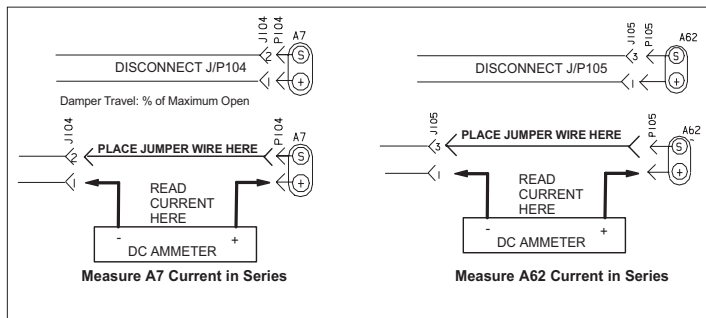 J104
P104
A7
2
S
DISCONNECT J/P104
1
+
Damper Travel: % of Maximum Open
J104
P104
A7
PLACE JUMPER WIRE HERE
2
S
1
+
READ
CURRENT
HERE
- +
DC AMMETER
Measure A7 Current in Series
J105
P105
A62
3
S
DISCONNECT J/P105
1
+
J105
P105
A62
PLACE JUMPER WIRE HERE
3
S
1
+
READ
CURRENT
HERE
- +
DC AMMETER
Measure A62 Current in Series